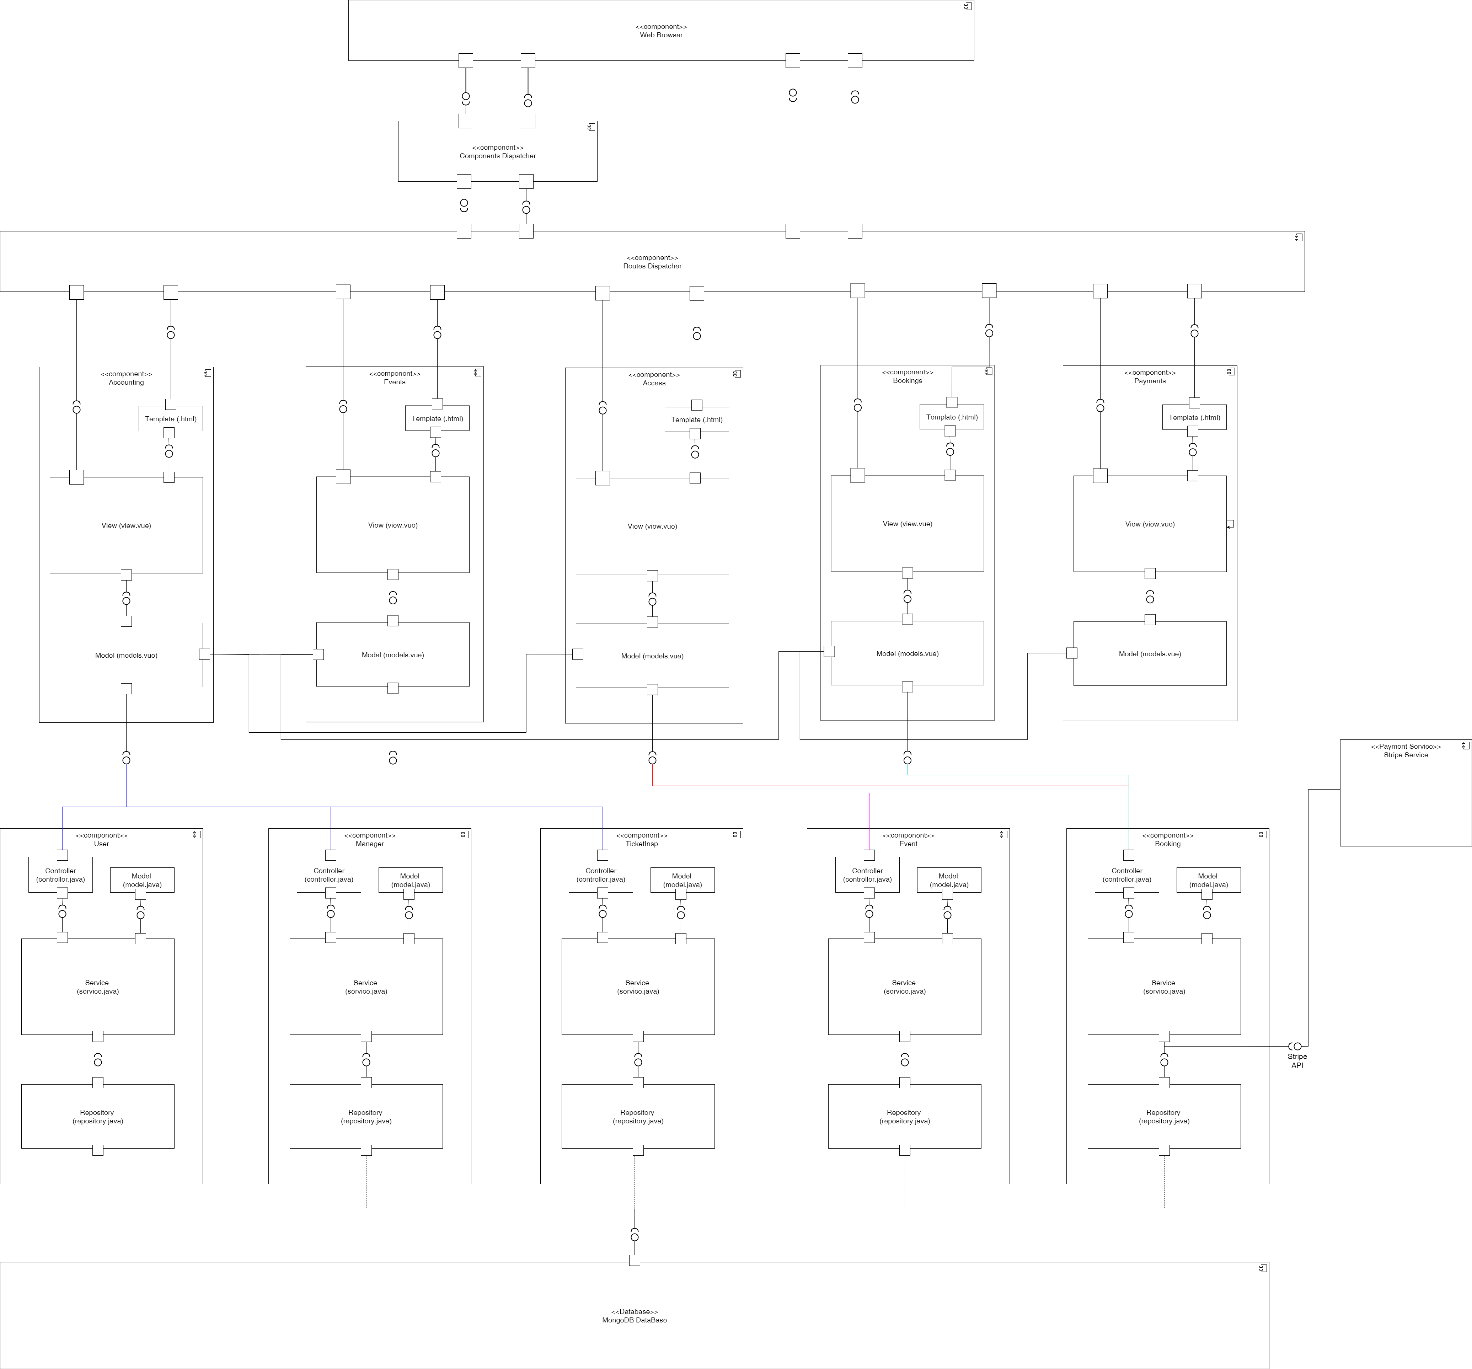 <<component>>
Web Browser
<<component>>
Components Dispatcher
<<component>>
Routes Dispatcher
<<component>>
Accounting
<<component>>
Events
<<component>>
Access
<<component>>
Bookings
<<component>>
Payments
Template (.html)
Template (.html)
Template (.html)
Template (.html)
Template (.html)
View (view.vue)
View (view.vue)
View (view.vue)
View (view.vue)
View (view.vue)
Model (models.vue)
Model (models.vue)
Model (models.vue)
Model (models.vue)
Model (models.vue)
<<Payment Service>>
Stripe Service
<<component>>
User
<<component>>
Manager
<<component>>
TicketInsp
<<component>>
Event
<<component>>
Booking
Controller
(controller.java)
Model
(model.java)
Controller
(controller.java)
Model
(model.java)
Controller
(controller.java)
Model
(model.java)
Controller
(controller.java)
Model
(model.java)
Controller
(controller.java)
Model
(model.java)
Service
(service.java)
Service
(service.java)
Service
(service.java)
Service
(service.java)
Service
(service.java)
Stripe
API
Repository
(repository.java)
Repository
(repository.java)
Repository
(repository.java)
Repository
(repository.java)
Repository
(repository.java)
<<Database>>
MongoDB DataBase